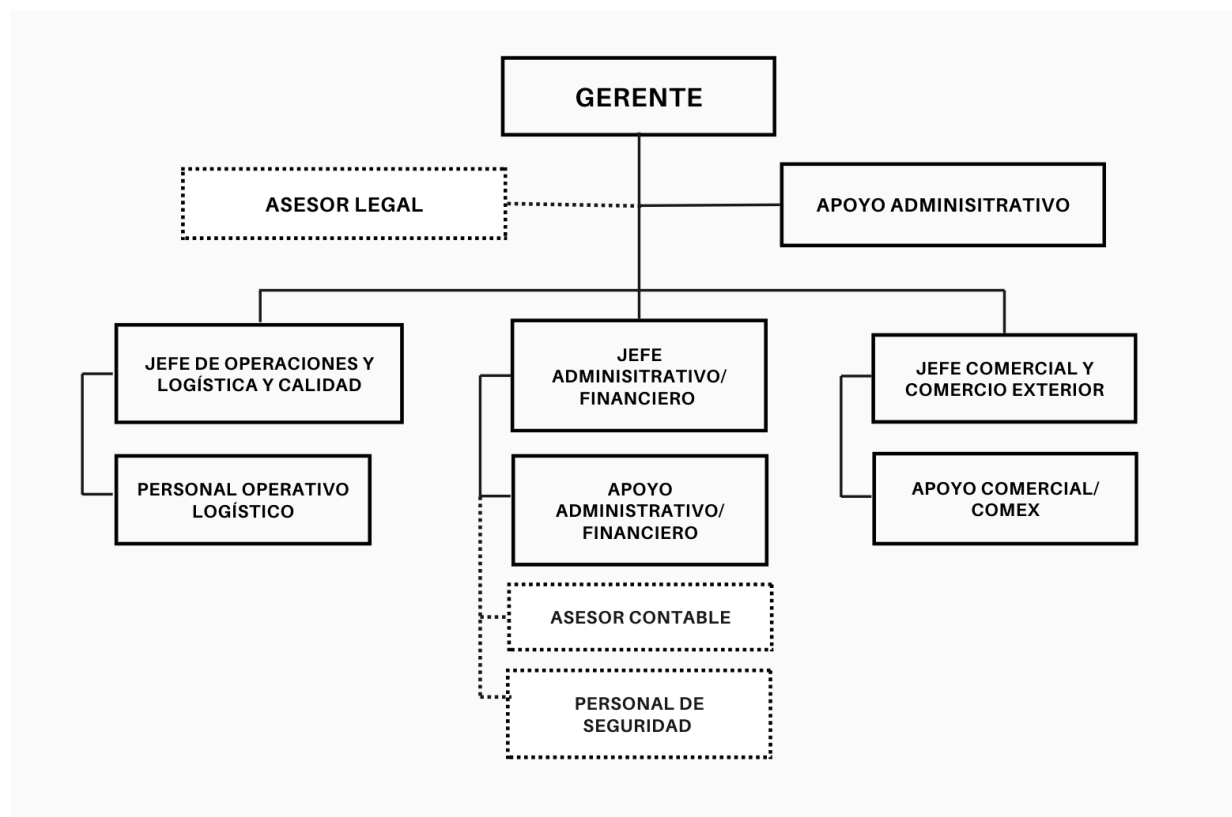 GERENTE
ASESOR LEGAL
APOYO ADMINISITRATIVO
JEFE DE OPERACIONES Y
LOGÍSTICA Y CALIDAD
PERSONAL OPERATIVO
LOGÍSTICO
JEFE
ADMINISITRATIVO/
FINANCIERO
APOYO
ADMINISTRATIVO/
FINANCIERO
ASESOR CONTABLE
PERSONAL DE
SEGURIDAD
JEFE COMERCIAL Y
COMERCIO EXTERIOR
APOYO COMERCIAL/
COMEX